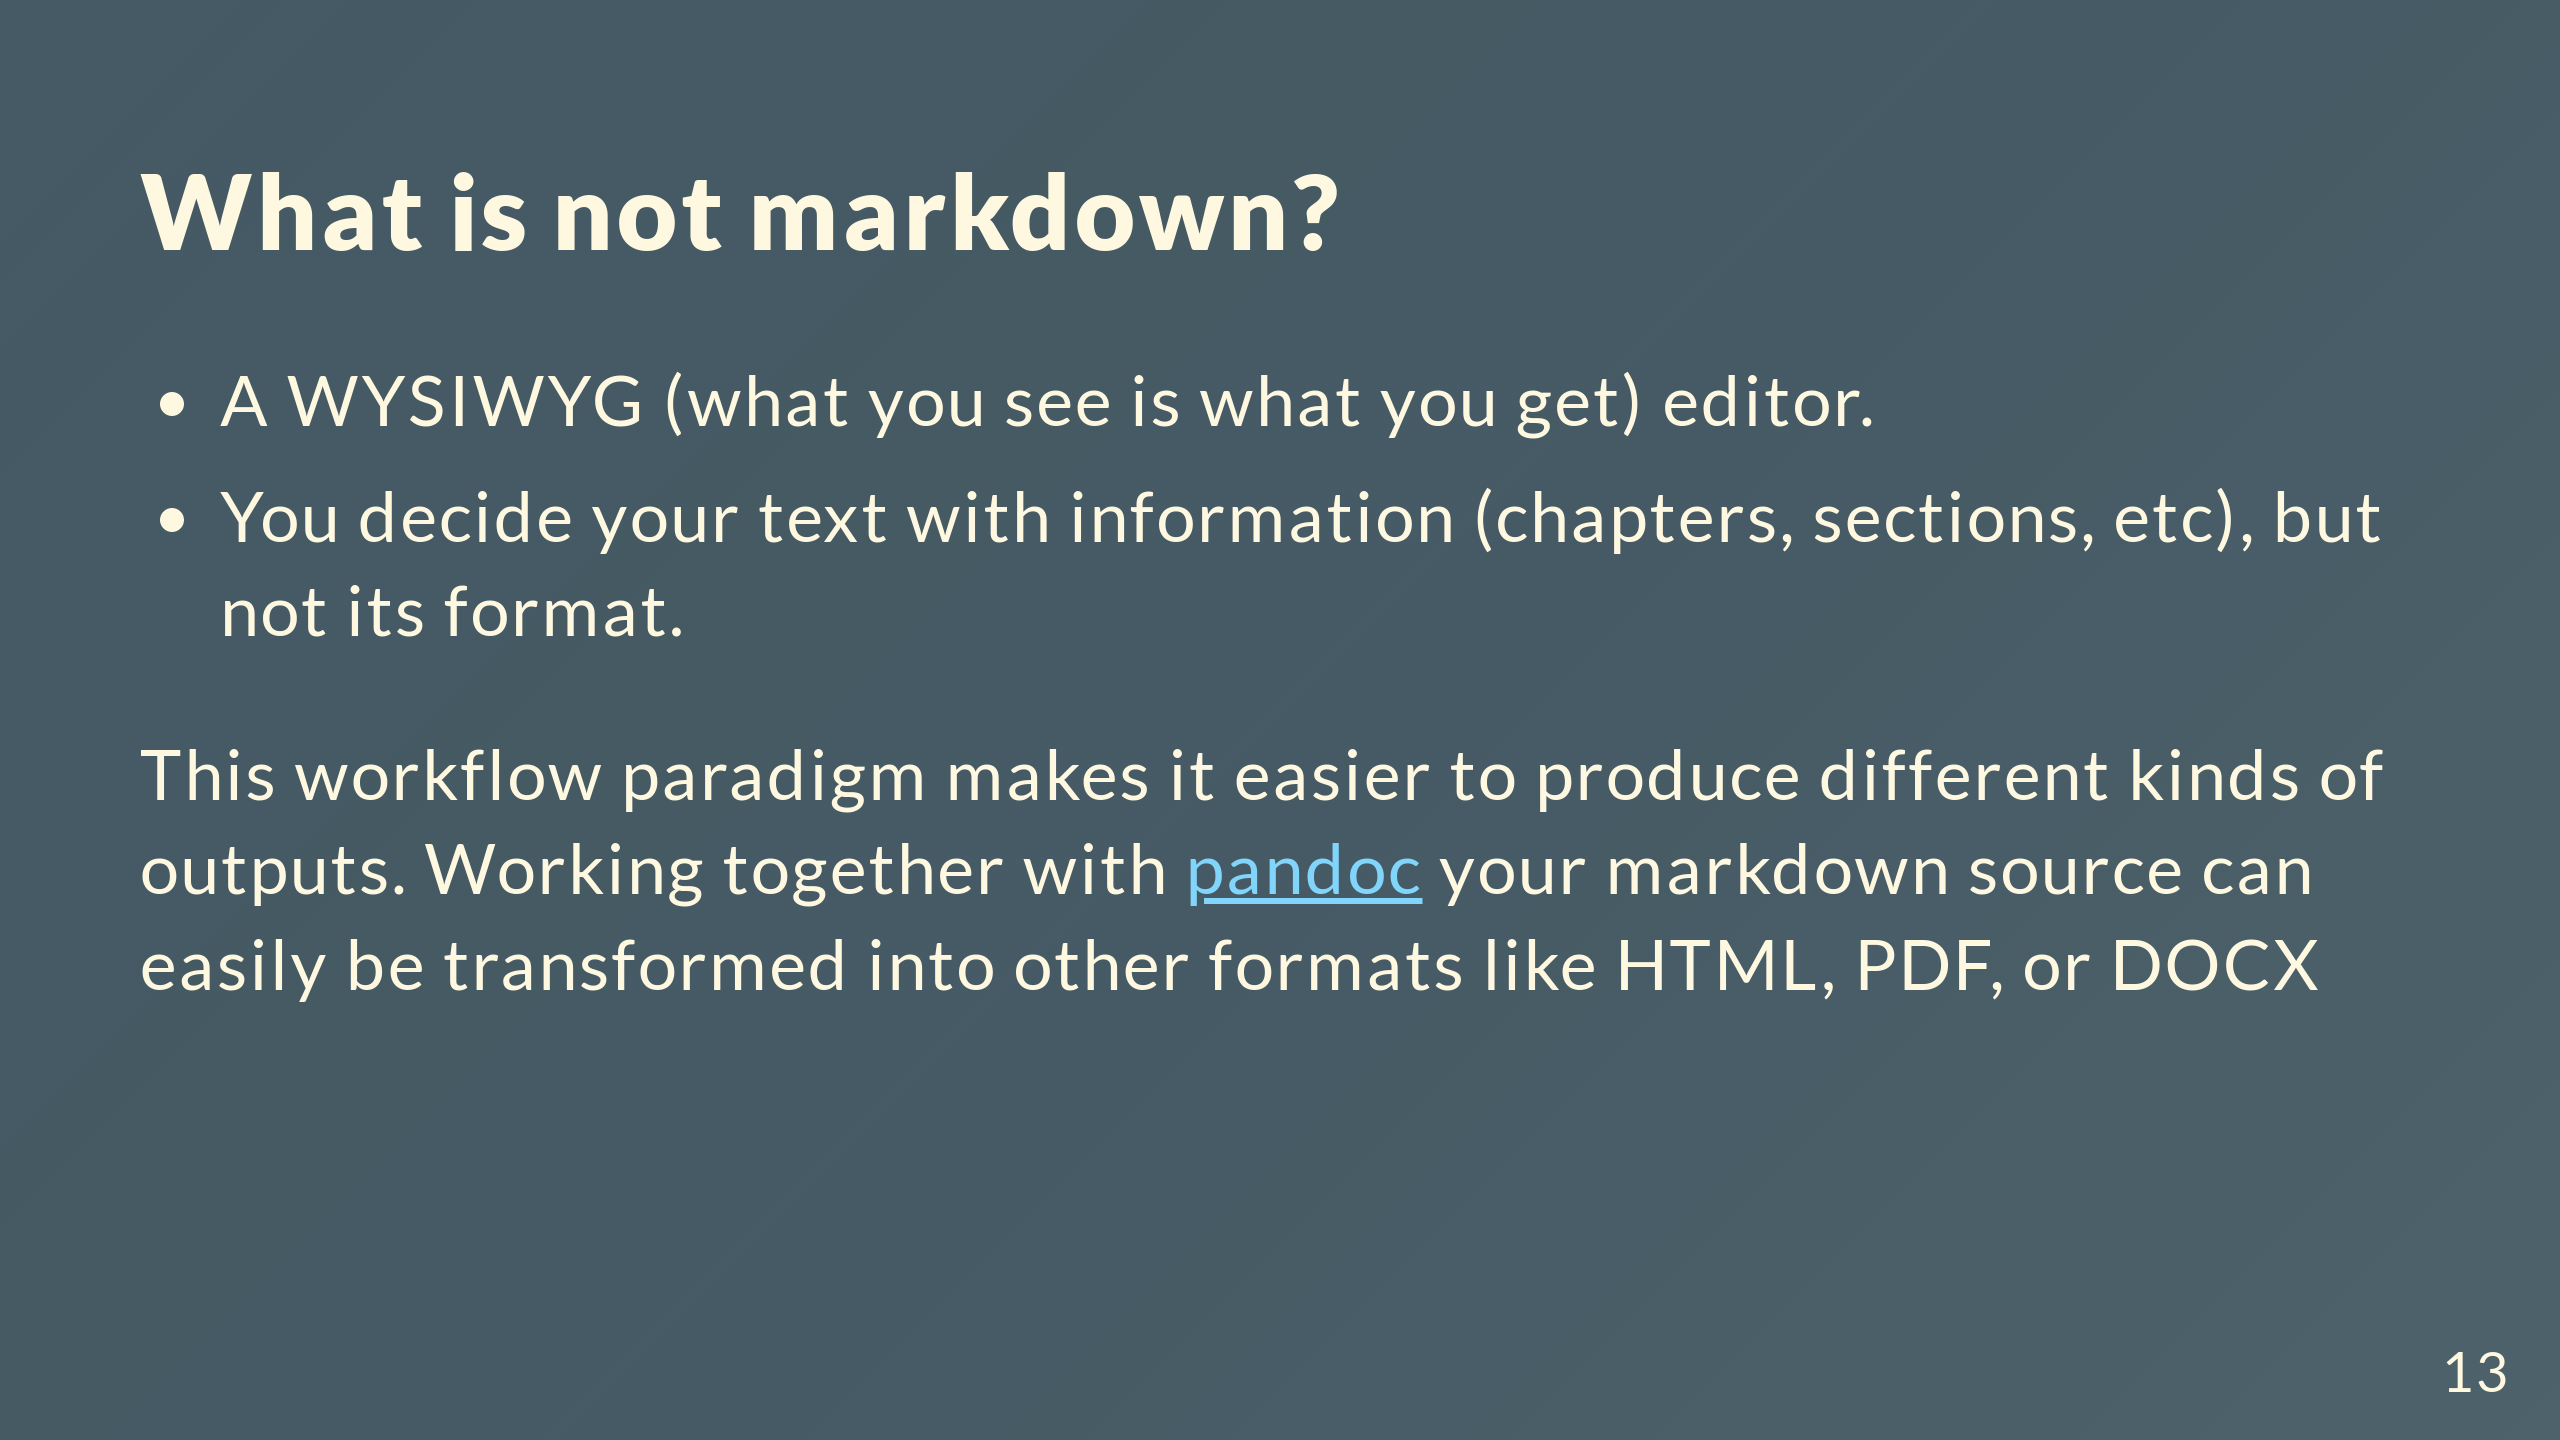 What is not markdown?
• A WYSIWYG (what you see is what you get) editor.
• You decide your text with information (chapters, sections, etc), but
not its format.
This workflow paradigm makes it easier to produce different kinds of
outputs. Working together with pandoc your markdown source can
easily be transformed into other formats like HTML, PDF, or DOCX
13